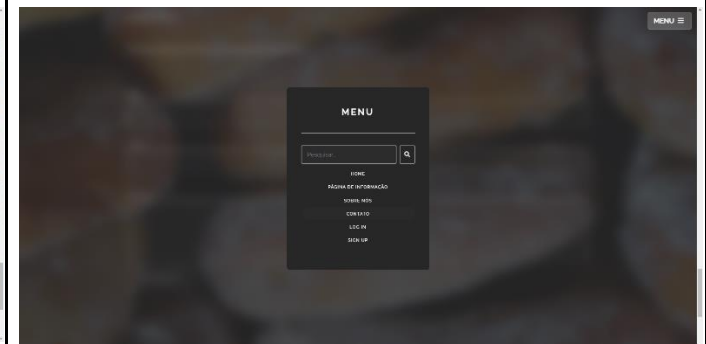 MENU ☰
MENU
Pesquisar...
HOME
PÁGINA DE INFORMAÇÃO
SOBRE NÓS
CONTATO
LOG IN
SIGN UP